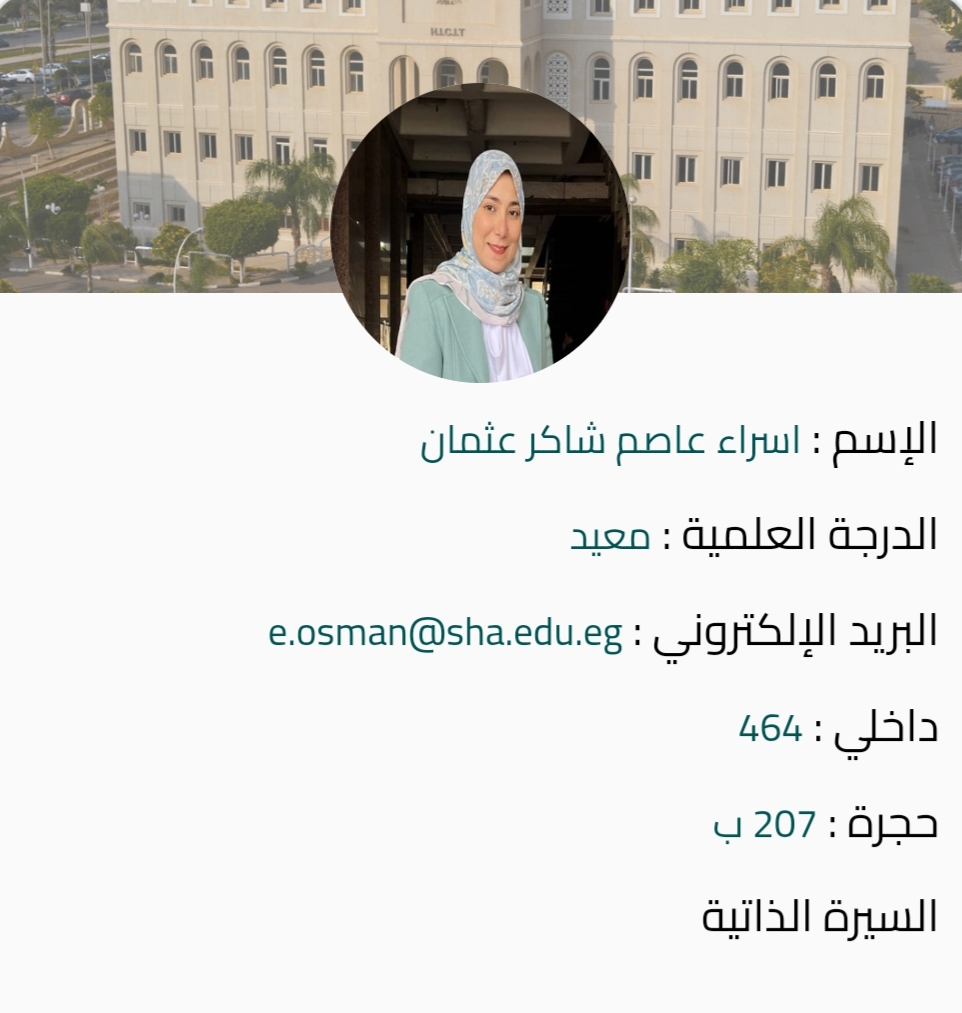 H.I.C.I.T
الإسم : اسراء عاصم شاكر عثمان
الدرجة العلمية : معيد
البريد الإلكتروني : e.osman@sha.edu.eg
داخلي : 464
حجرة : 207 ب
السيرة الذاتية